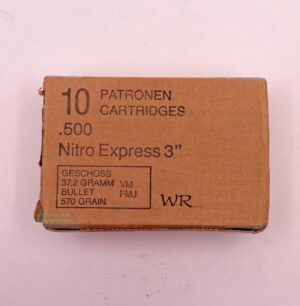 10 PATRONEN
CARTRIDGES
.500
Nitro Express 3"
GESCHOSS
37,2 GRAMM VM
BULLET FMJ
570 GRAIN
WR